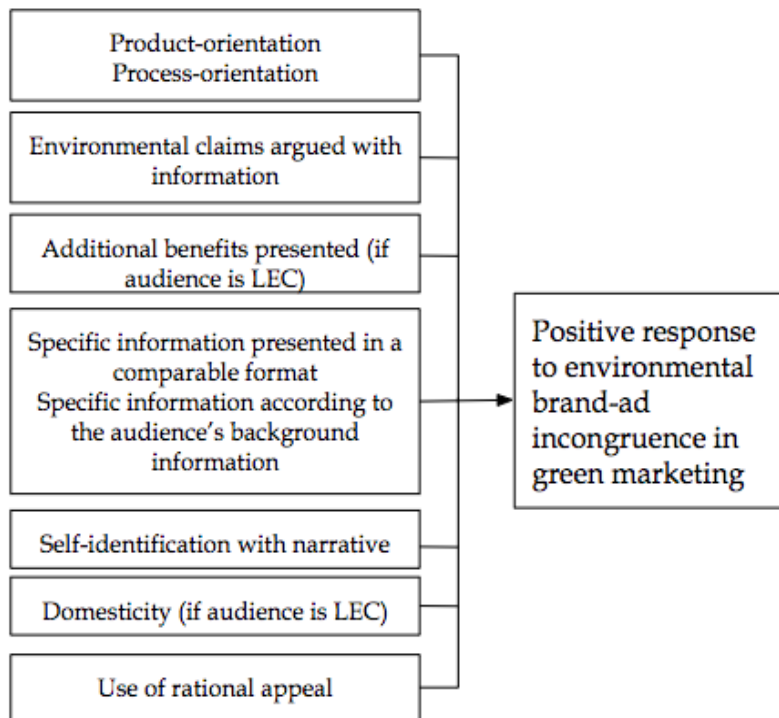 Product-orientation
Process-orientation
Environmental claims argued with
information
Additional benefits presented (if
audience is LEC)
Specific information presented in a
comparable format
Specific information according to
the audience's background
information
Self-identification with narrative
Domesticity (if audience is LEC)
Use of rational appeal
Positive response
to environmental
brand-ad
incongruence in
green marketing